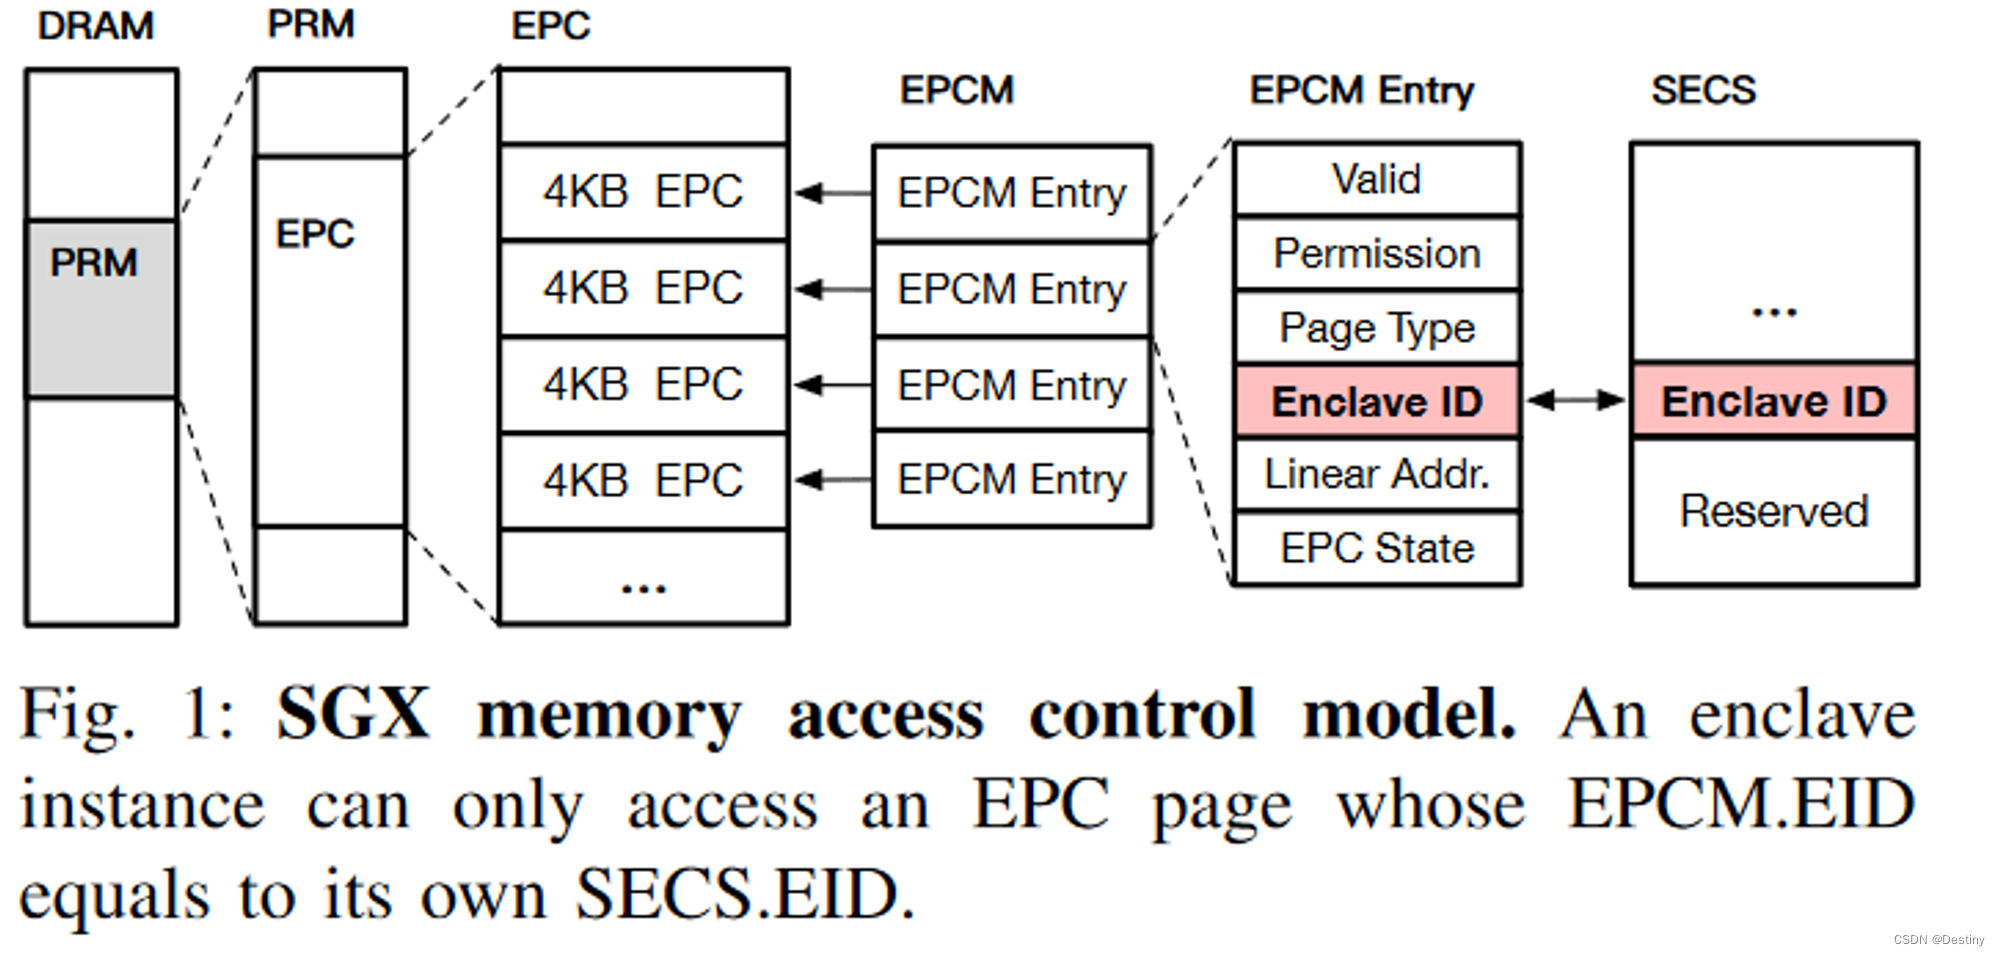 DRAM
PRM
EPC
EPCM
EPCM Entry
SECS
PRM
EPC
4KB EPC
4KB EPC
4KB EPC
4KB EPC
...
EPCM Entry
EPCM Entry
EPCM Entry
EPCM Entry
Valid
Permission
Page Type
Enclave ID
Linear Addr.
EPC State
...
Enclave ID
Reserved
Fig. 1: SGX memory access control model. An enclave
instance can only access an EPC page whose EPCM.EID
equals to its own SECS.EID.
CSDN @Destiny